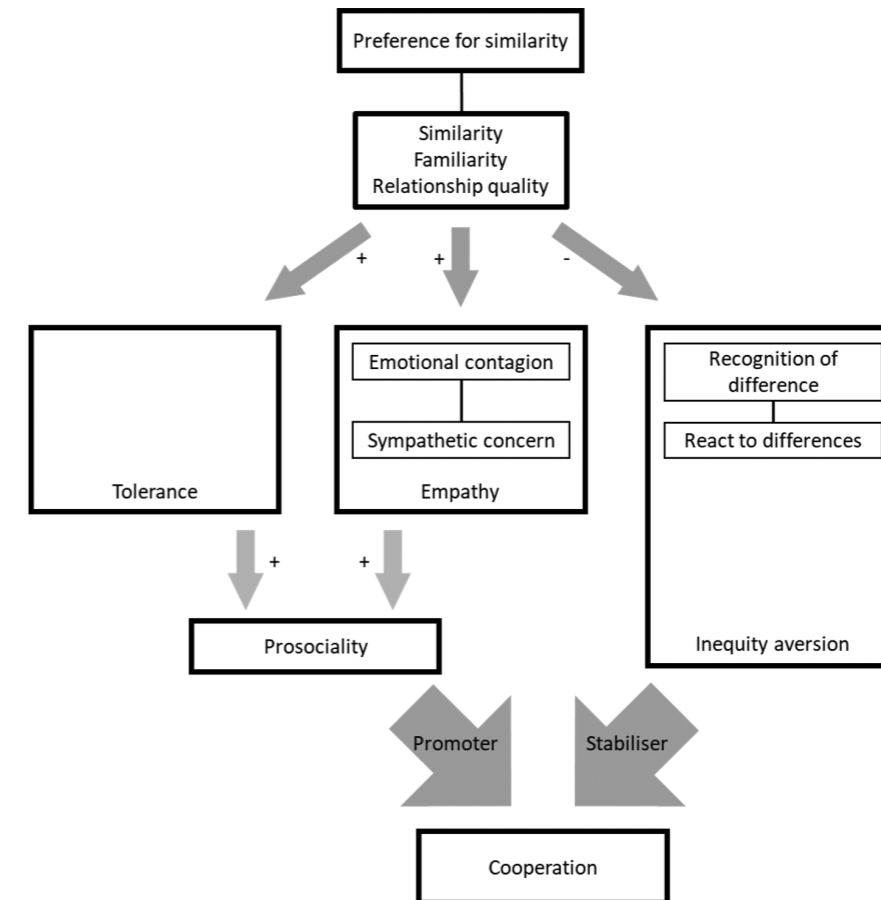 Preference for similarity
Similarity
Familiarity
Relationship quality
+
+
-
Emotional contagion
Sympathetic concern
Recognition of
difference
React to differences
Tolerance
Empathy
+
+
Prosociality
Inequity aversion
Promoter
Stabiliser
Cooperation